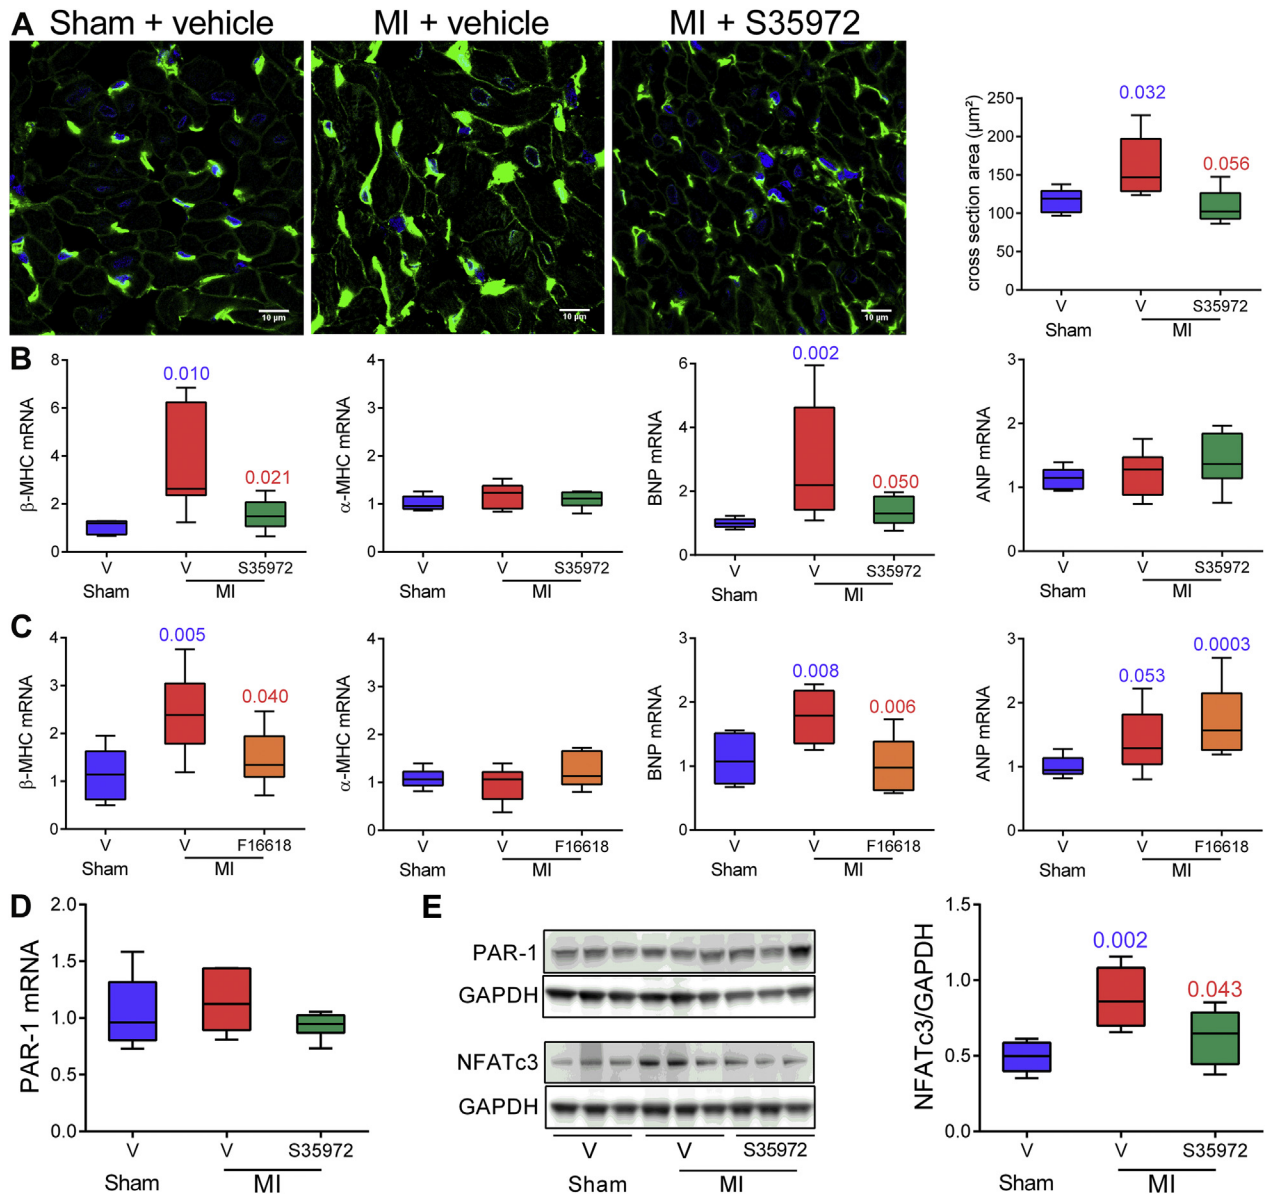 A Sham + vehicle MI + vehicle MI + S35972
10 µm 10 µm 10 µm
cross section area (µm²)
250
200
150
100
50
0
0.032
0.056
V V S35972
Sham MI
B
β-MHC mRNA
8
6
4
2
0
0.010
0.021
V V S35972
Sham MI
α-MHC mRNA
4
3
2
1
0
V V S35972
Sham MI
BNP mRNA
6
4
2
0
0.002
0.050
V V S35972
Sham MI
ANP mRNA
3
2
1
0
V V S35972
Sham MI
C
β-MHC mRNA
4
3
2
1
0
0.005
0.040
V V F16618
Sham MI
α-MHC mRNA
4
3
2
1
0
V V F16618
Sham MI
BNP mRNA
3
2
1
0
0.008
0.006
V V F16618
Sham MI
ANP mRNA
3
2
1
0
0.053
0.0003
V V F16618
Sham MI
D
PAR-1 mRNA
2.0
1.5
1.0
0.5
0.0
V V S35972
Sham MI
E
PAR-1
GAPDH
NFATc3
GAPDH
V V S35972
Sham MI
NFATc3/GAPDH
1.5
1.0
0.5
0.0
0.002
0.043
V V S35972
Sham MI